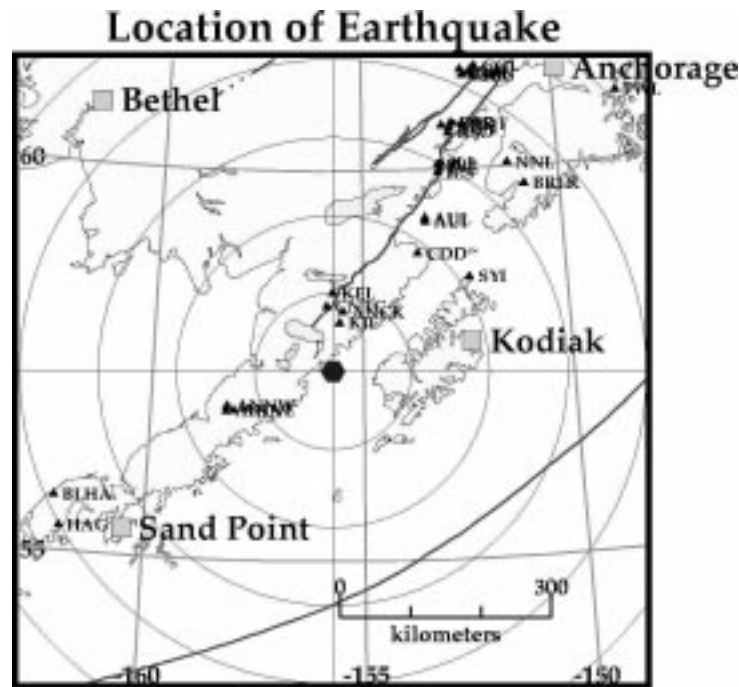 Location of Earthquake
Anchorage
Bethel
60
NNL
BRLK
AUL
CDD
SYI
KEL
Kodiak
BLHA
HAG
Sand Point
55
0 300
kilometers
-160 -155 -150